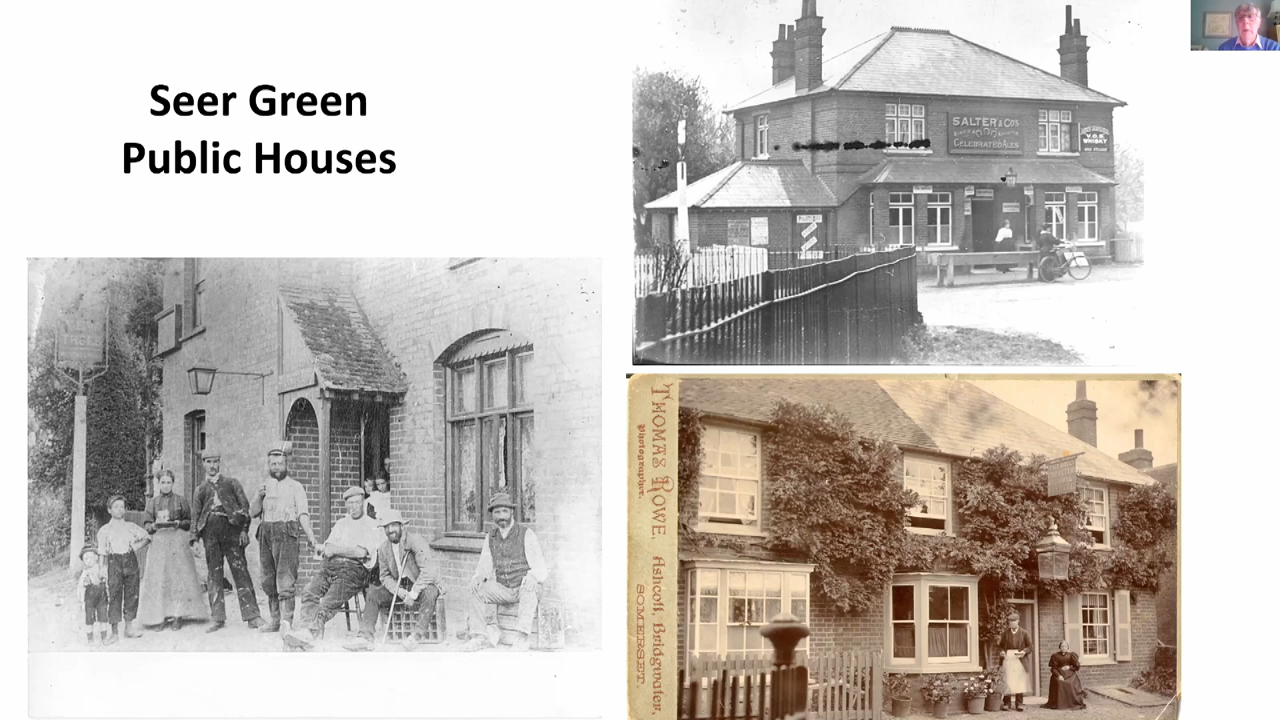 Seer Green
Public Houses
SALTER & Co's
CELEBRATED ALES
WHISKY
THOMAS ROWE,
Photographer,
Ashcott, Bridgwater,
SOMERSET.